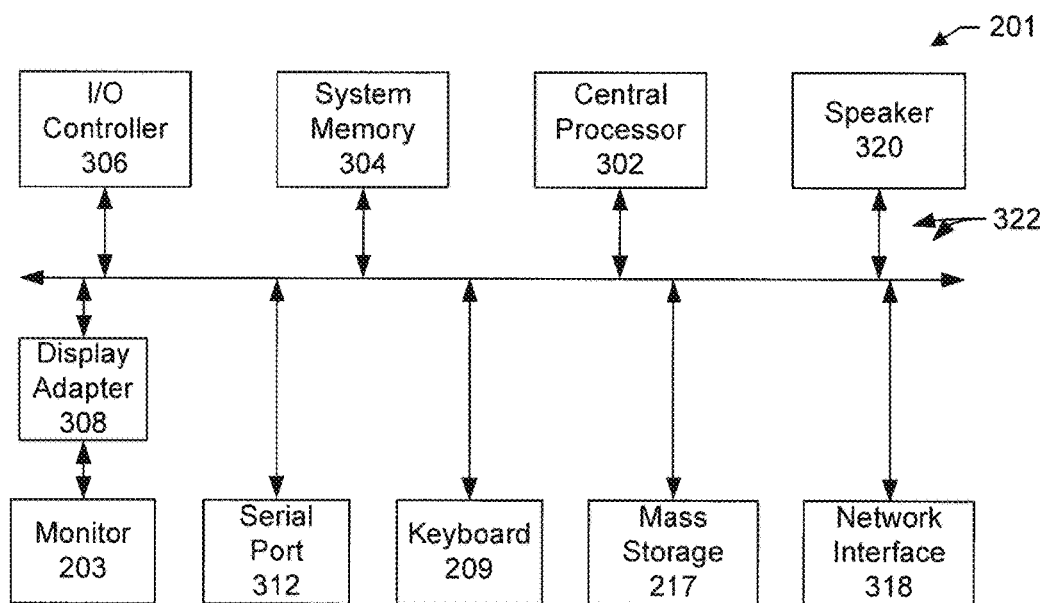 201
I/O
Controller
306
System
Memory
304
Central
Processor
302
Speaker
320
322
Display
Adapter
308
Monitor
203
Serial
Port
312
Keyboard
209
Mass
Storage
217
Network
Interface
318